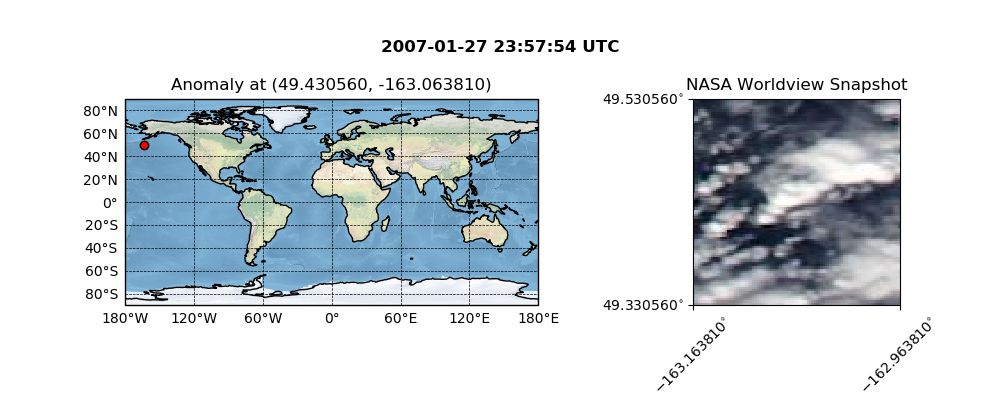 2007-01-27 23:57:54 UTC
Anomaly at (49.430560, -163.063810)
NASA Worldview Snapshot
80°N
60°N
40°N
20°N
0°
20°S
40°S
60°S
80°S
180°W 120°W 60°W 0° 60°E 120°E 180°E
49.530560°
49.330560°
−163.163810°
−162.963810°